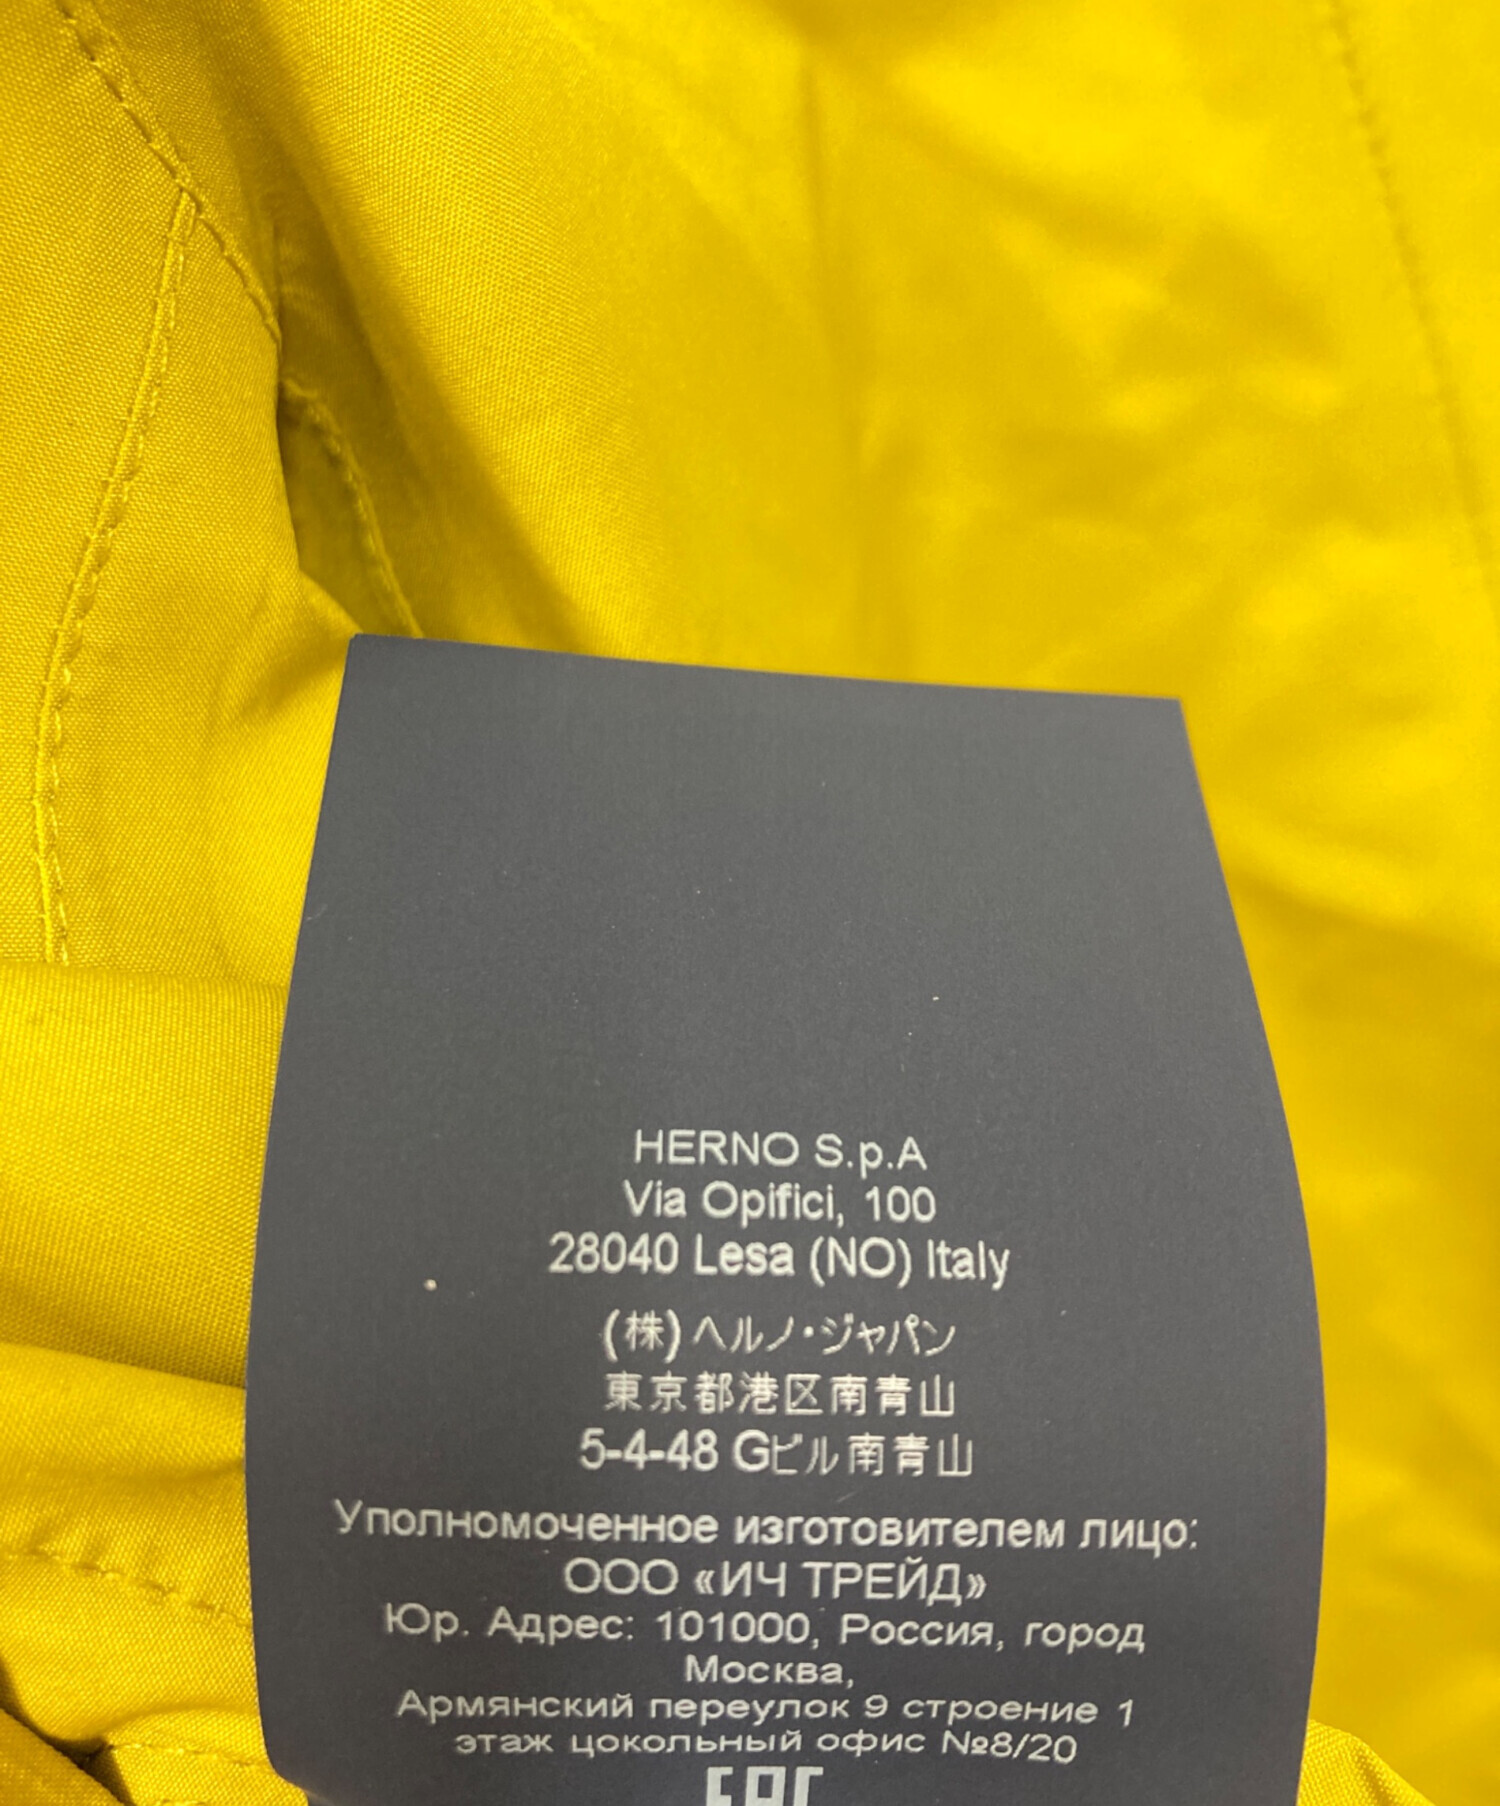 HERNO S.p.A
Via Opifici, 100
28040 Lesa (NO) Italy
(株) ヘルノ・ジャパン
東京都港区南青山
5-4-48 Gビル南青山
Уполномоченное изготовителем лицо:
ООО «ИЧ ТРЕЙД»
Юр. Адрес: 101000, Россия, город
Москва,
Армянский переулок 9 строение 1
этаж цокольный офис №8/20
EAC